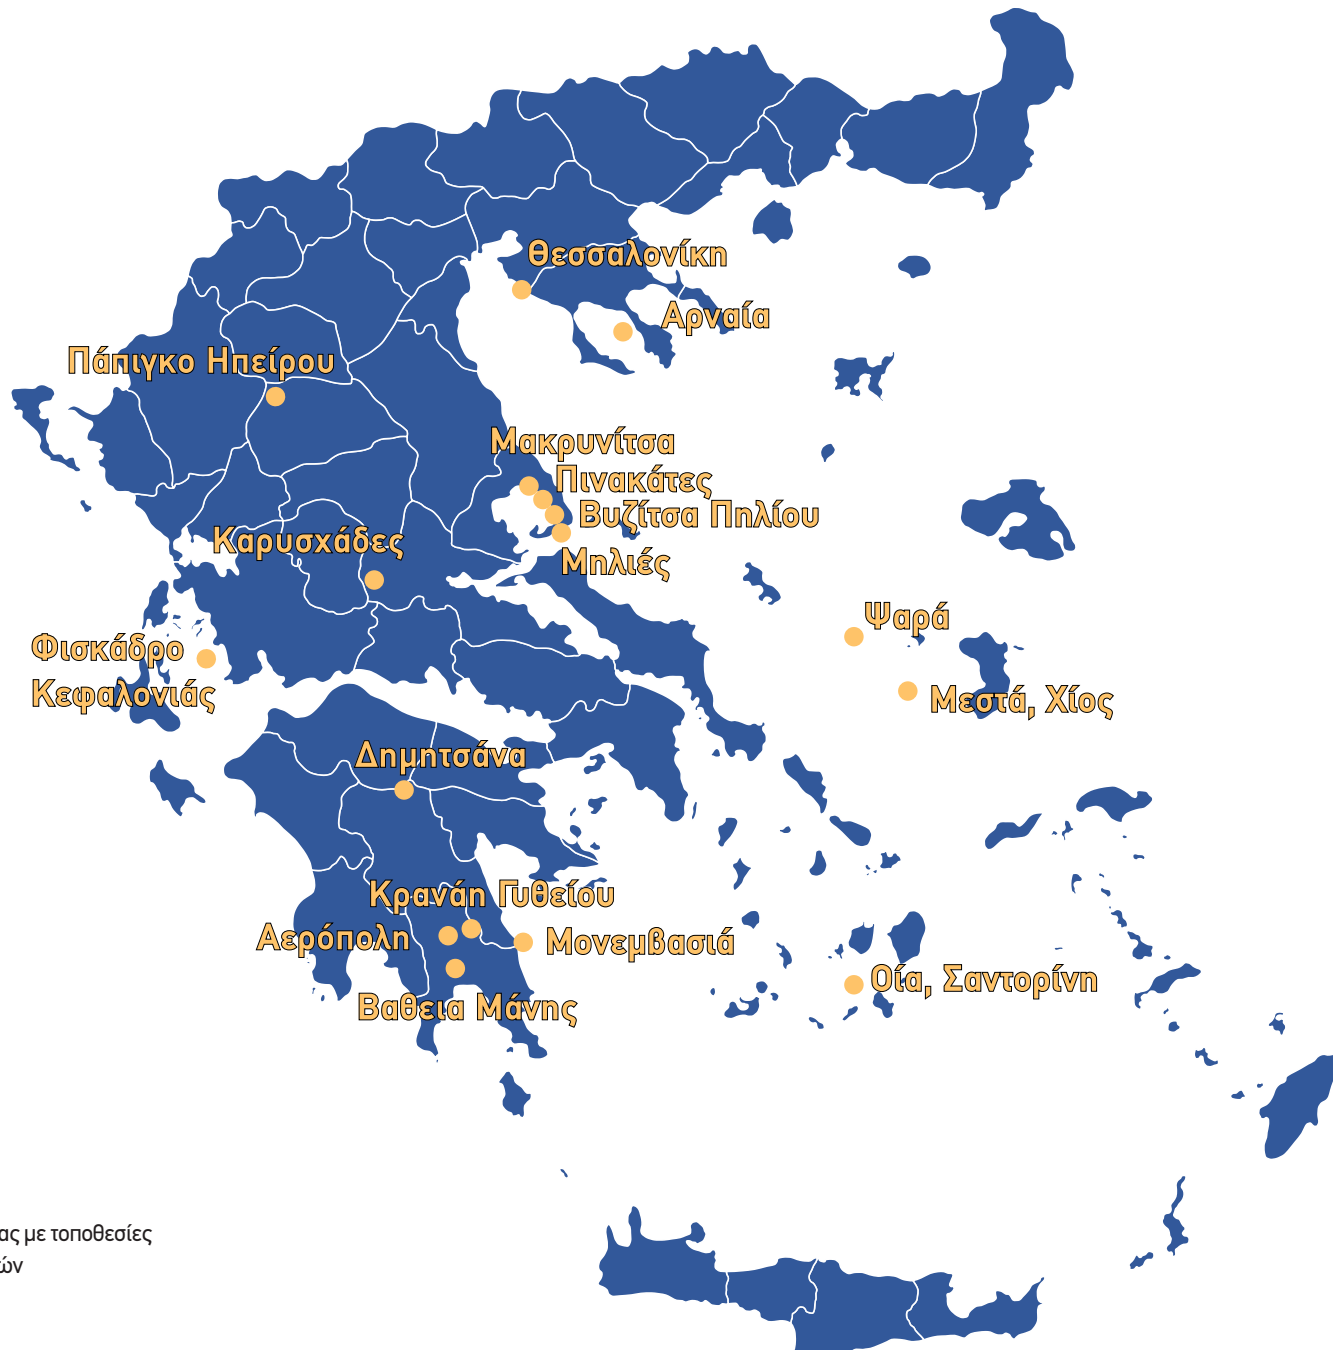 Θεσσαλονίκη
Αρναία
Πάπιγκο Ηπείρου
Μακρυνίτσα
Πινακάτες
Βυζίτσα Πηλίου
Καρυσχάδες
Μηλιές
Ψαρά
Φισκάδρο
Κεφαλονιάς
Μεστά, Χίος
Δημητσάνα
Κρανάη Γυθείου
Αερόπολη
Μονεμβασιά
Οία, Σαντορίνη
Βαθεια Μάνης
ας με τοποθεσίες
ών